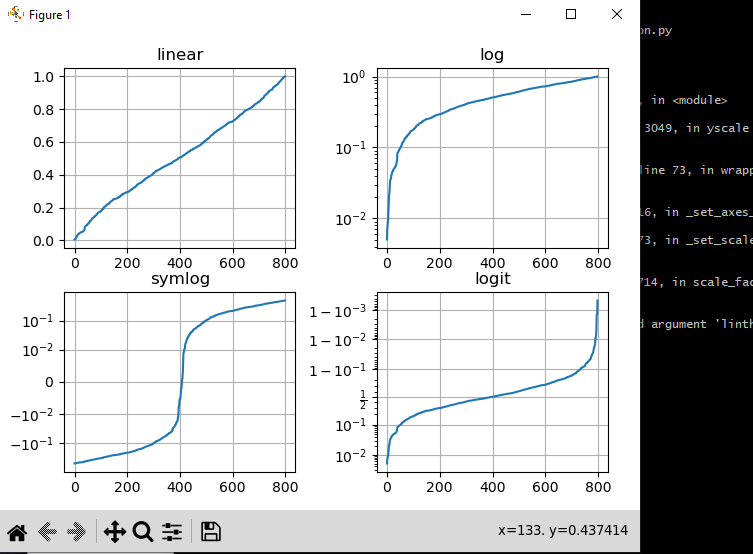 Figure 1
on.py
, in <module>
3049, in yscale
line 73, in wrapp
16, in _set_axes_
73, in _set_scale
714, in scale_fac
d argument 'linth
linear
1.0
0.8
0.6
0.4
0.2
0.0
0 200 400 600 800
log
10⁰
10⁻¹
10⁻²
0 200 400 600 800
symlog
10⁻¹
10⁻²
0
−10⁻²
−10⁻¹
0 200 400 600 800
logit
1 − 10⁻³
1 − 10⁻²
1 − 10⁻¹
1/2
10⁻¹
10⁻²
0 200 400 600 800
x=133. y=0.437414